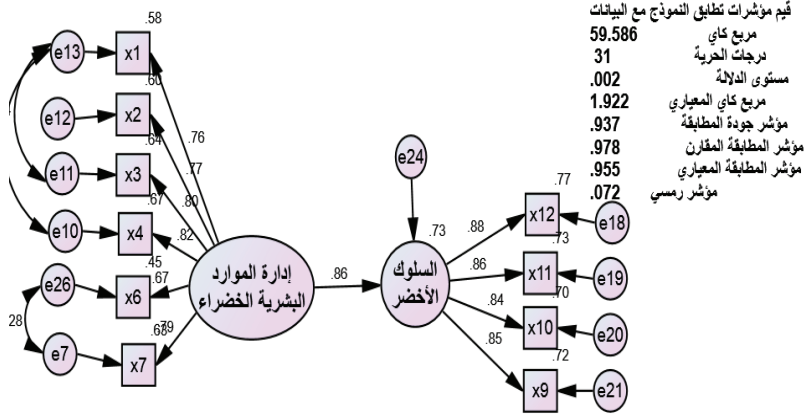 قيم مؤشرات تطابق النموذج مع البيانات
مربع كاي 59.586
درجات الحرية 31
مستوى الدلالة .002
مربع كاي المعياري 1.922
مؤشر جودة المطابقة .937
مؤشر المطابقة المقارن .978
مؤشر المطابقة المعياري .955
مؤشر رمسي .072
.58
e13 x1
.60
e12 x2
.64
e11 x3
.67
e10 x4
.45
e26 x6
e7 x7
28
.76
.77
.80
.82
.67
.79
إدارة الموارد
البشرية الخضراء
.86
e24
.73
السلوك
الأخضر
.88
.86
.84
.85
.77
x12 e18
.73
x11 e19
.70
x10 e20
.72
x9 e21